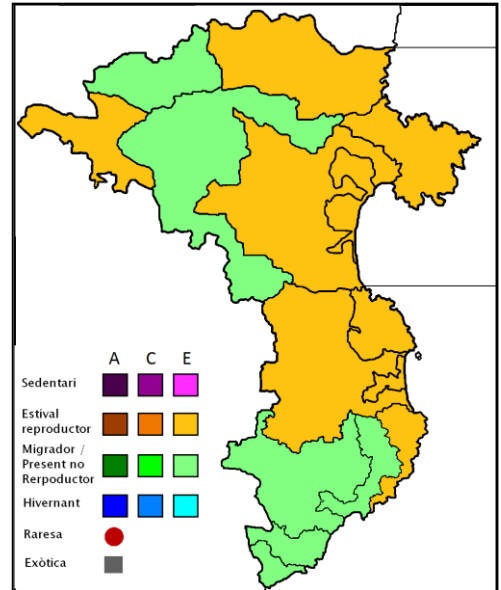 A C E
Sedentari
Estival
reproductor
Migrador /
Present no
Rerpoductor
Hivernant
Raresa
Exòtica